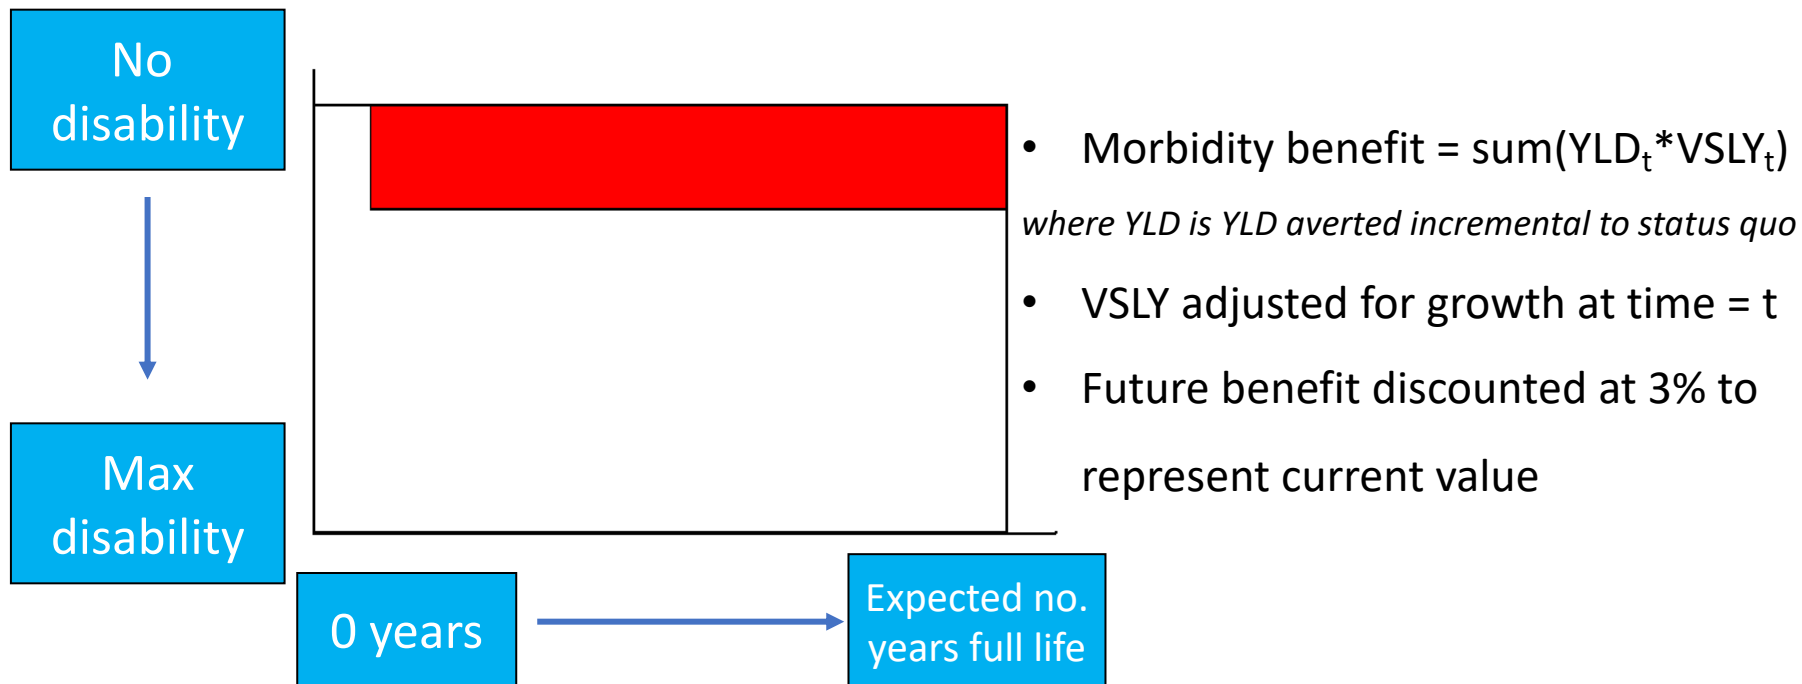 No
disability
Max
disability
0 years
Expected no.
years full life
• Morbidity benefit = sum(YLDt*VSLYt)
where YLD is YLD averted incremental to status quo
• VSLY adjusted for growth at time = t
• Future benefit discounted at 3% to
represent current value